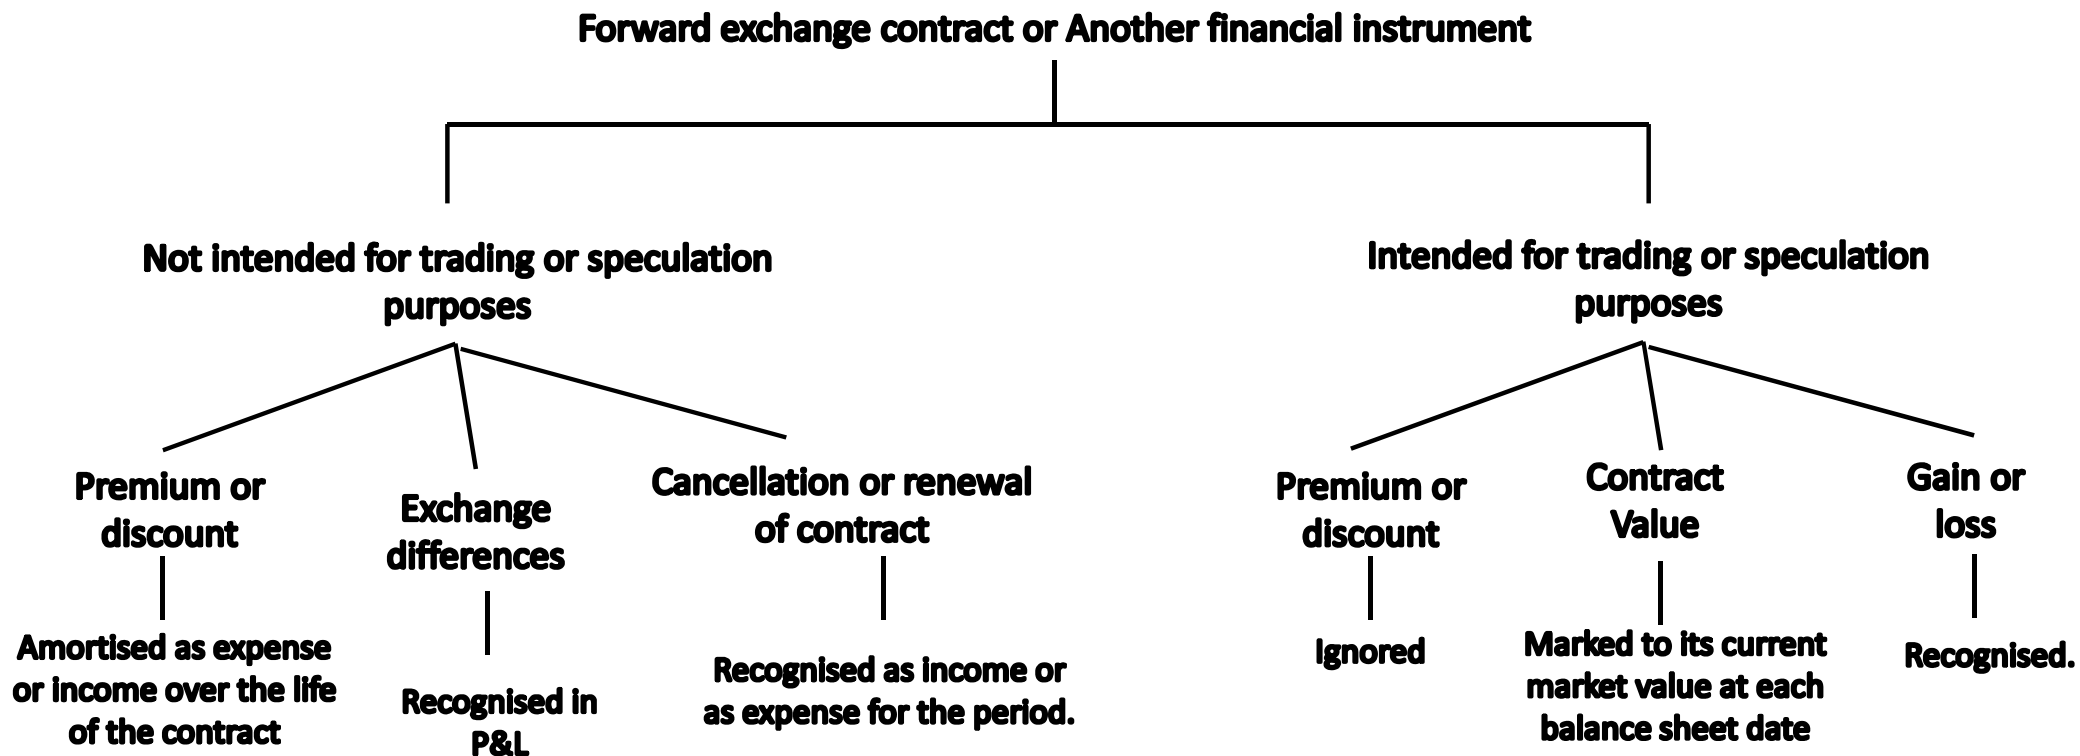 Forward exchange contract or Another financial instrument
Not intended for trading or speculation
purposes
Intended for trading or speculation
purposes
Premium or
discount
Exchange
differences
Cancellation or renewal
of contract
Premium or
discount
Contract
Value
Gain or
loss
Amortised as expense
or income over the life
of the contract
Recognised in
P&L
Recognised as income or
as expense for the period.
Ignored
Marked to its current
market value at each
balance sheet date
Recognised.